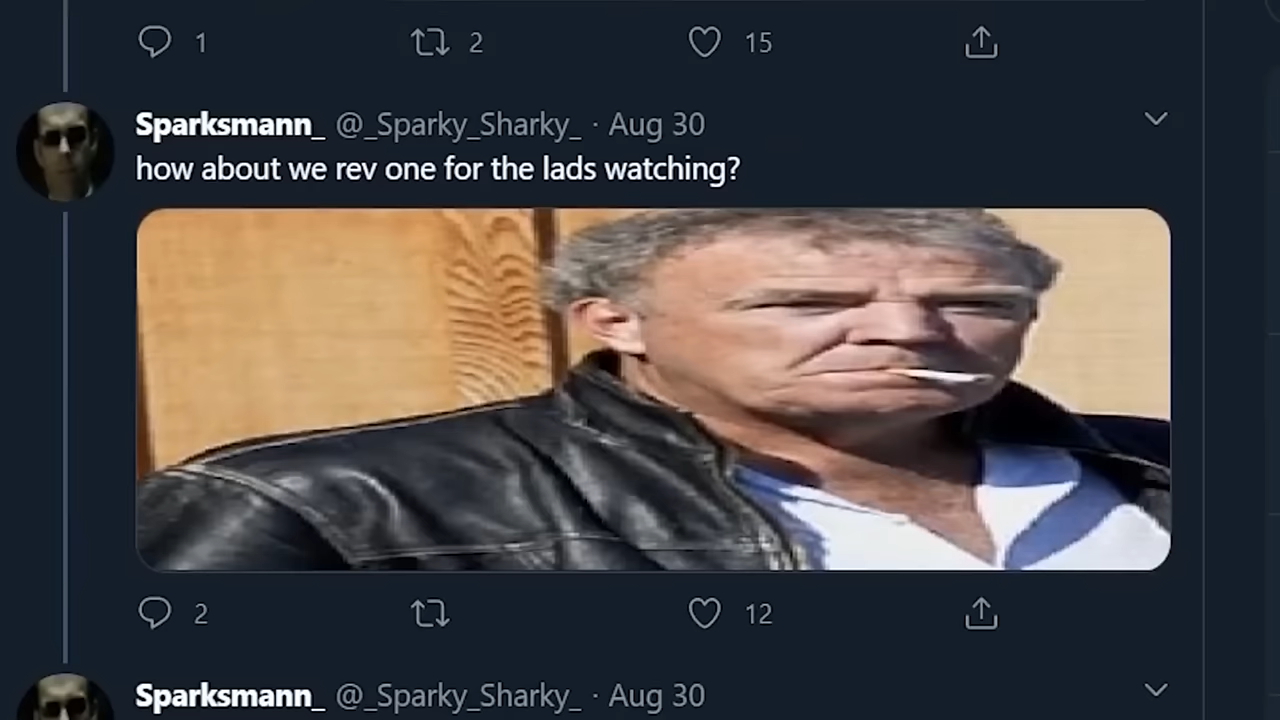 1 2 15
Sparksmann_ @_Sparky_Sharky_ · Aug 30
how about we rev one for the lads watching?
2 12
Sparksmann_ @_Sparky_Sharky_ · Aug 30